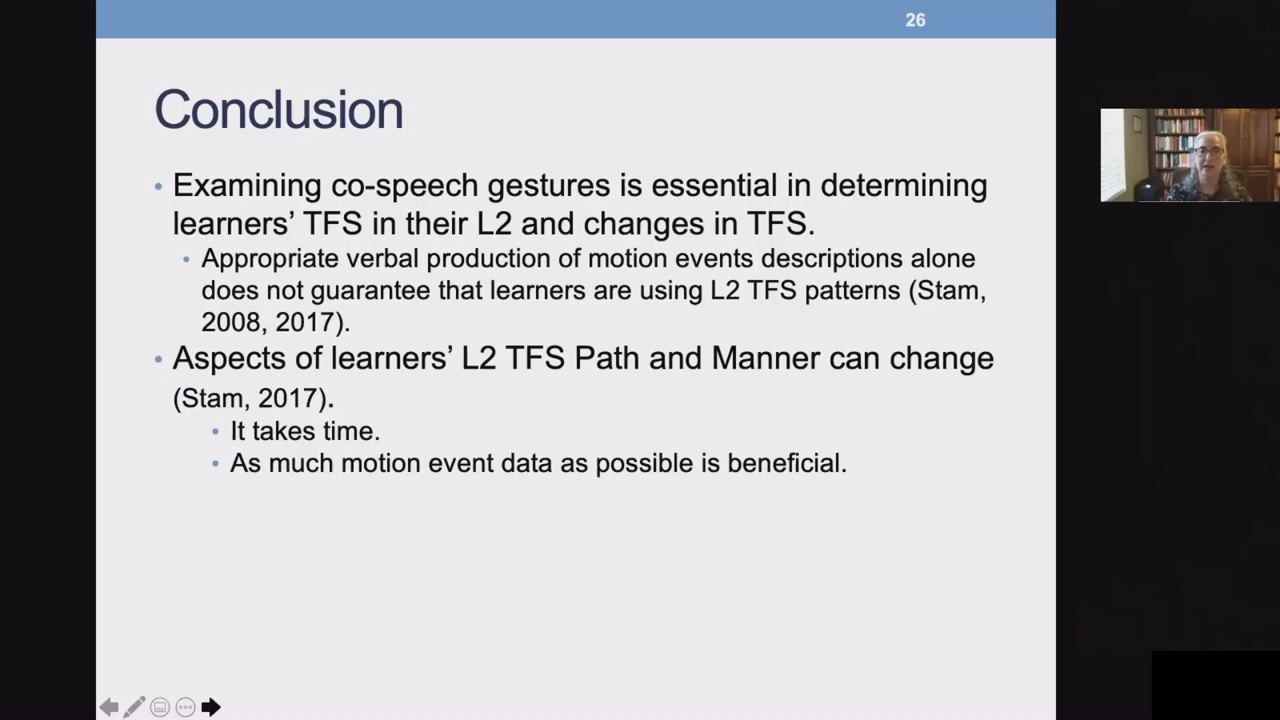 26
Conclusion
• Examining co-speech gestures is essential in determining
learners’ TFS in their L2 and changes in TFS.
• Appropriate verbal production of motion events descriptions alone
does not guarantee that learners are using L2 TFS patterns (Stam,
2008, 2017).
• Aspects of learners’ L2 TFS Path and Manner can change
(Stam, 2017).
• It takes time.
• As much motion event data as possible is beneficial.